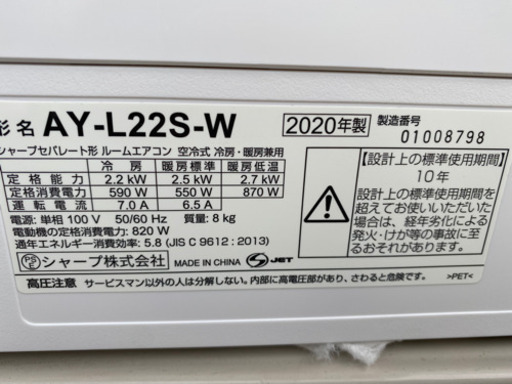 形名 AY-L22S-W 2020年製 製造番号 01008798
シャープセパレート形 ルームエアコン 空冷式 冷房・暖房兼用
冷房 暖房標準 暖房低温
定格能力 2.2 kW 2.5 kW 2.7 kW
定格消費電力 590 W 550 W 870 W
運転電流 7.0 A 6.5 A
電源: 単相 100 V 50/60 Hz 質量: 8 kg
電動機の定格消費電力: 820 W
通年エネルギー消費効率: 5.8 (JIS C 9612 : 2013)
PS E シャープ株式会社 MADE IN CHINA S JET
【設計上の標準使用期間】
10年
設計上の標準使用期間を
超えてお使いいただいた
場合は、経年劣化による
発火・けが等の事故に至
るおそれがあります。
高圧注意 サービスマン以外の人は分解しない。内部に高電圧部があり、さわると危険です。 >PET<